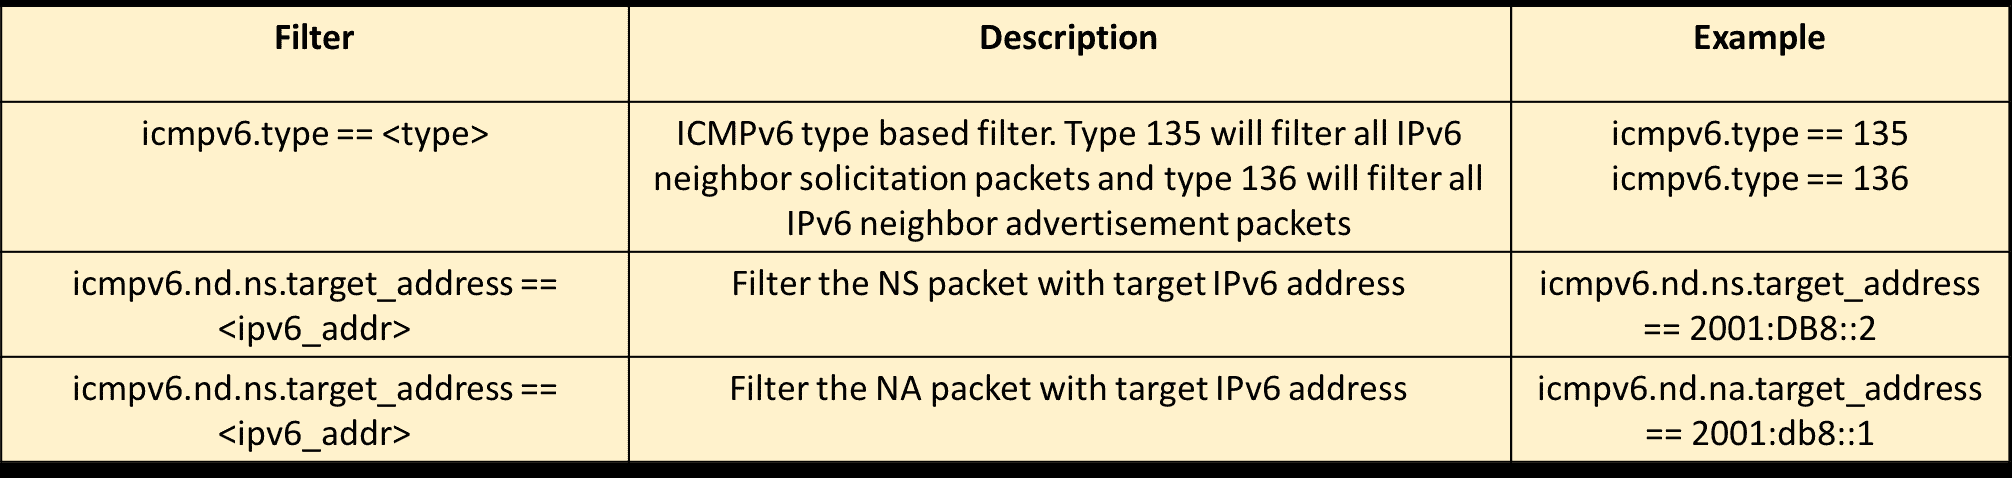 Filter
Description
Example
icmpv6.type == <type>
ICMPv6 type based filter. Type 135 will filter all IPv6
neighbor solicitation packets and type 136 will filter all
IPv6 neighbor advertisement packets
icmpv6.type == 135
icmpv6.type == 136
icmpv6.nd.ns.target_address ==
<ipv6_addr>
Filter the NS packet with target IPv6 address
icmpv6.nd.ns.target_address
== 2001:DB8::2
icmpv6.nd.ns.target_address ==
<ipv6_addr>
Filter the NA packet with target IPv6 address
icmpv6.nd.na.target_address
== 2001:db8::1